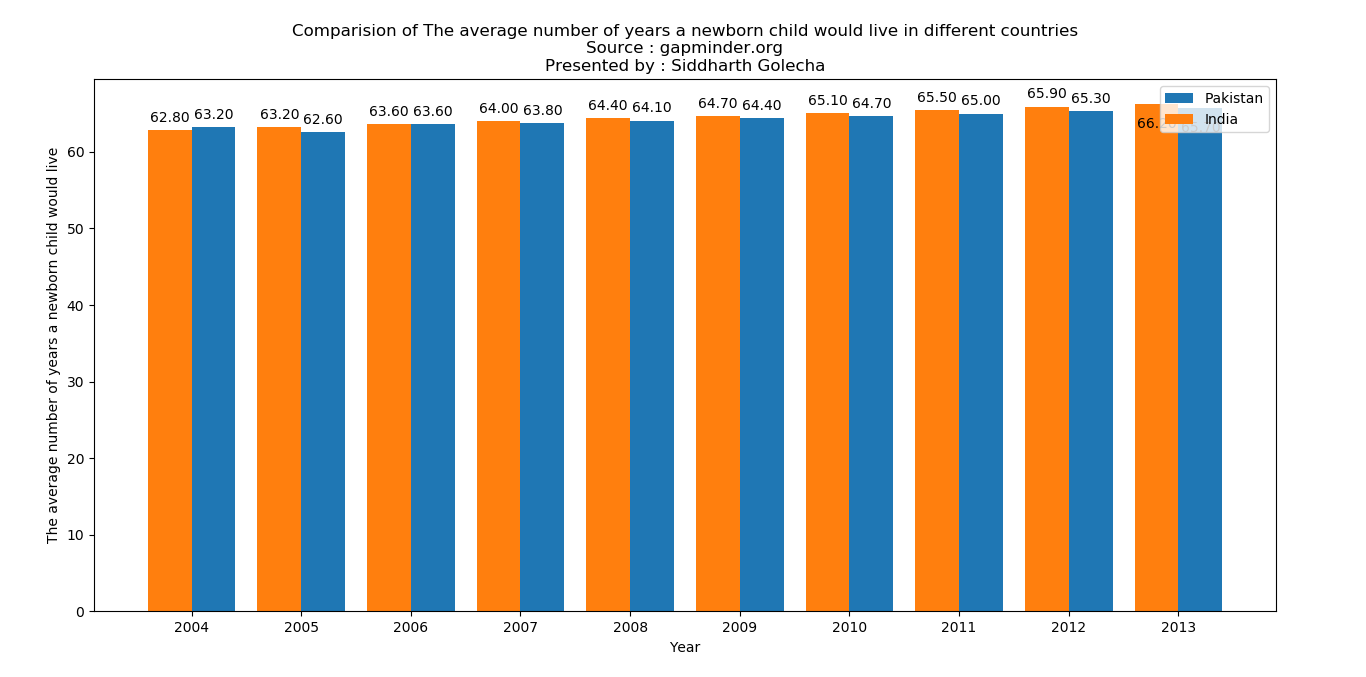 Comparision of The average number of years a newborn child would live in different countries
Source : gapminder.org
Presented by : Siddharth Golecha
Pakistan
India
62.80 63.20 63.20 62.60 63.60 63.60 64.00 63.80 64.40 64.10 64.70 64.40 65.10 64.70 65.50 65.00 65.90 65.30
The average number of years a newborn child would live
60
50
40
30
20
10
0
2004 2005 2006 2007 2008 2009 2010 2011 2012 2013
Year